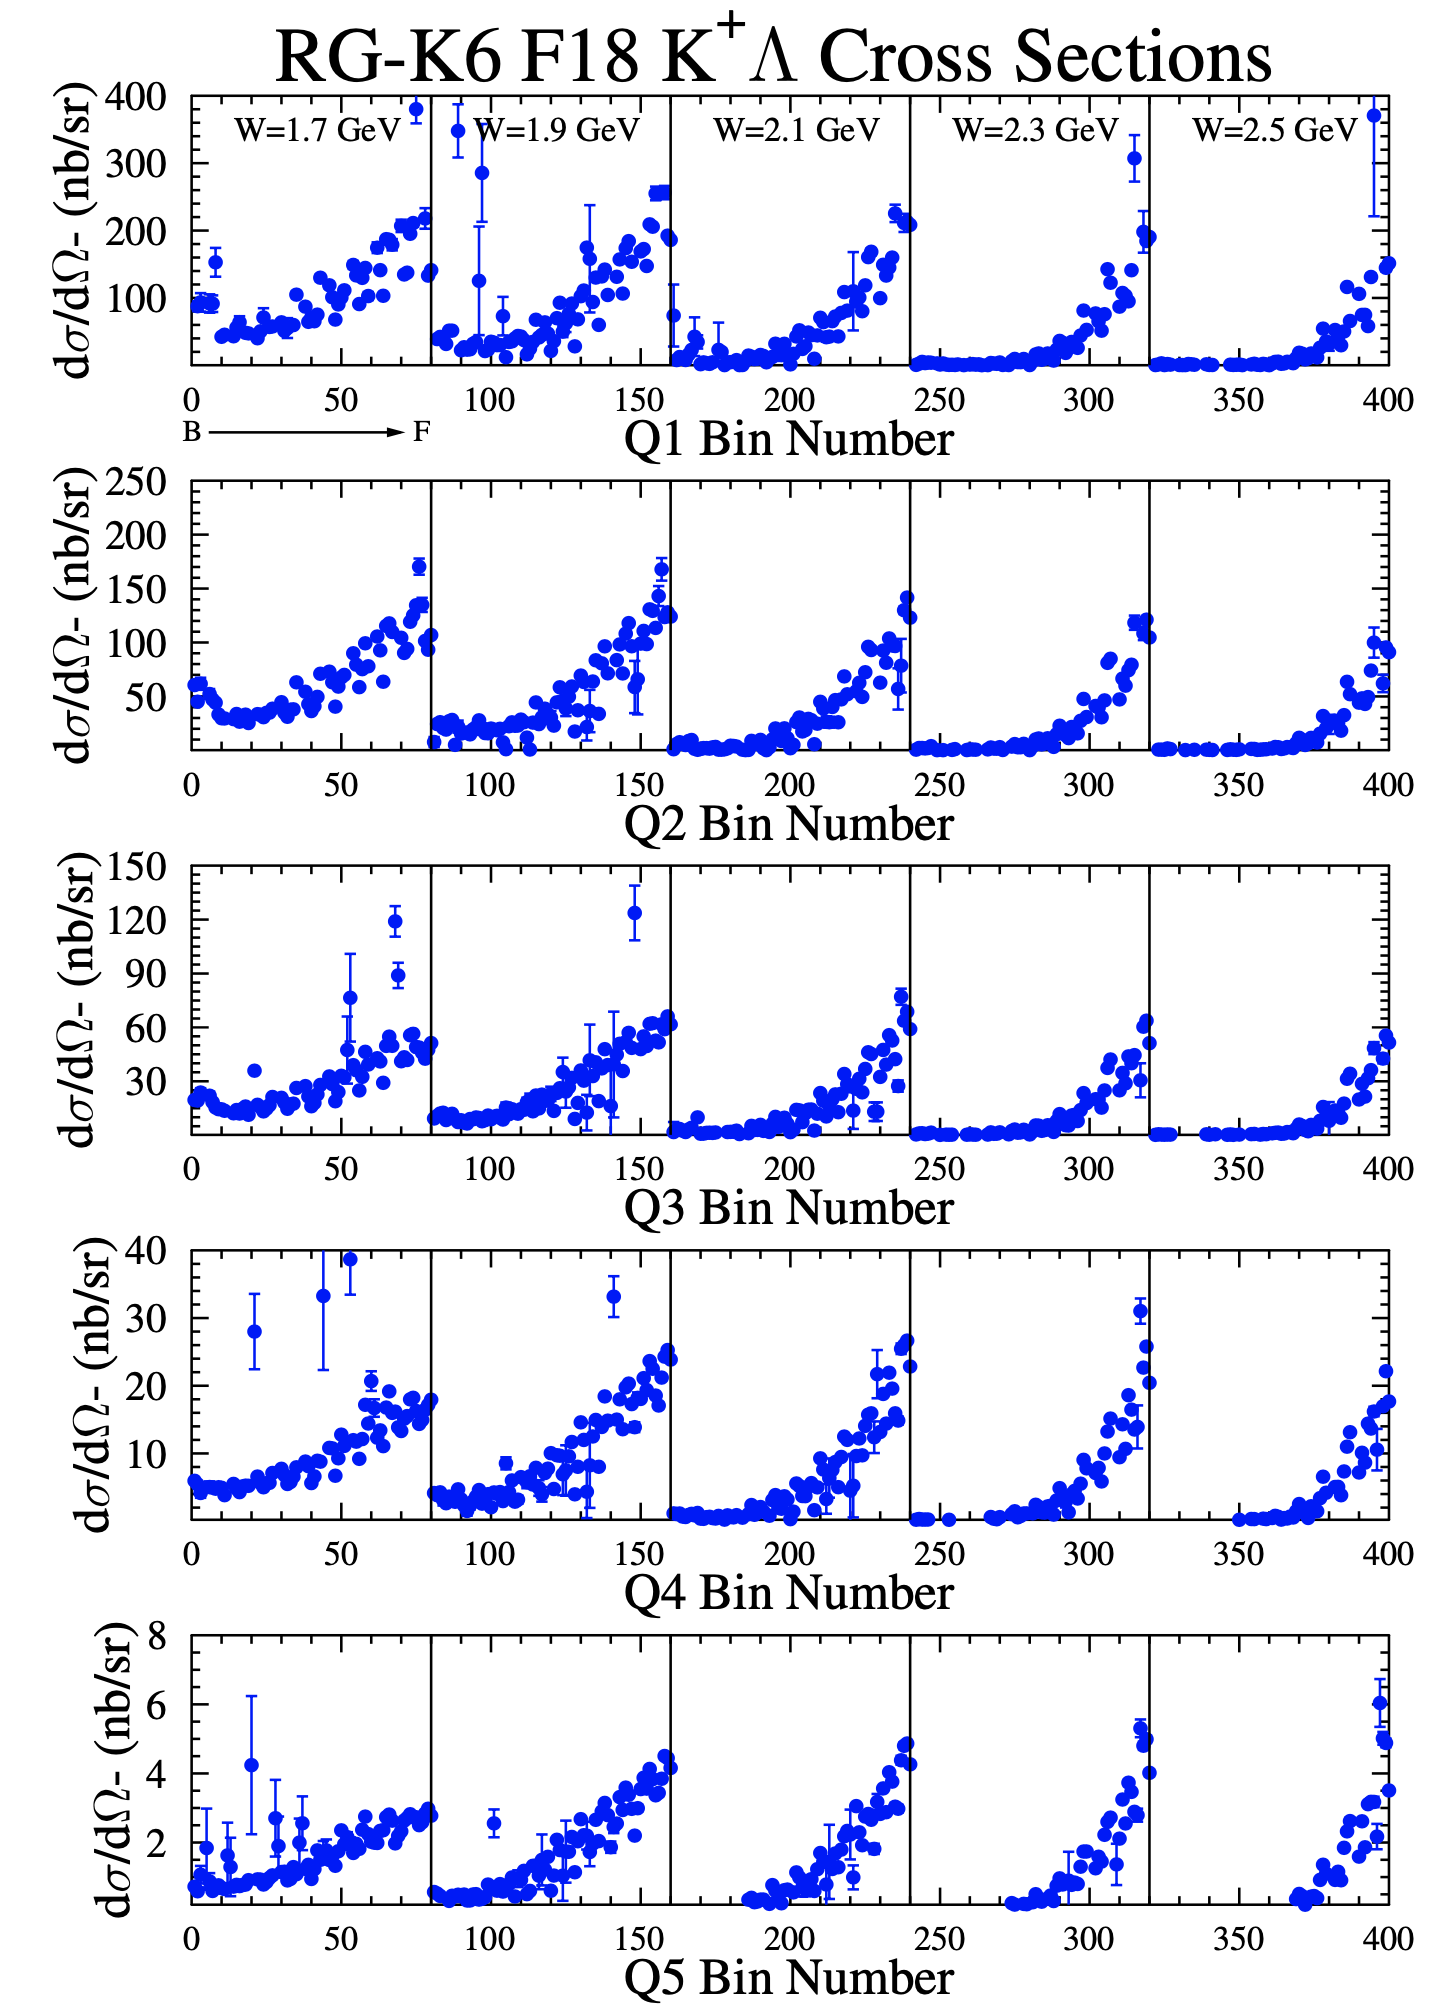 RG-K6 F18 K⁺Λ Cross Sections
dσ/dΩ- (nb/sr)
400
300
200
100
W=1.7 GeV W=1.9 GeV W=2.1 GeV W=2.3 GeV W=2.5 GeV
0 50 100 150 200 250 300 350 400
B F
Q1 Bin Number
dσ/dΩ- (nb/sr)
250
200
150
100
50
0 50 100 150 200 250 300 350 400
Q2 Bin Number
dσ/dΩ- (nb/sr)
150
120
90
60
30
0 50 100 150 200 250 300 350 400
Q3 Bin Number
dσ/dΩ- (nb/sr)
40
30
20
10
0 50 100 150 200 250 300 350 400
Q4 Bin Number
dσ/dΩ- (nb/sr)
8
6
4
2
0 50 100 150 200 250 300 350 400
Q5 Bin Number